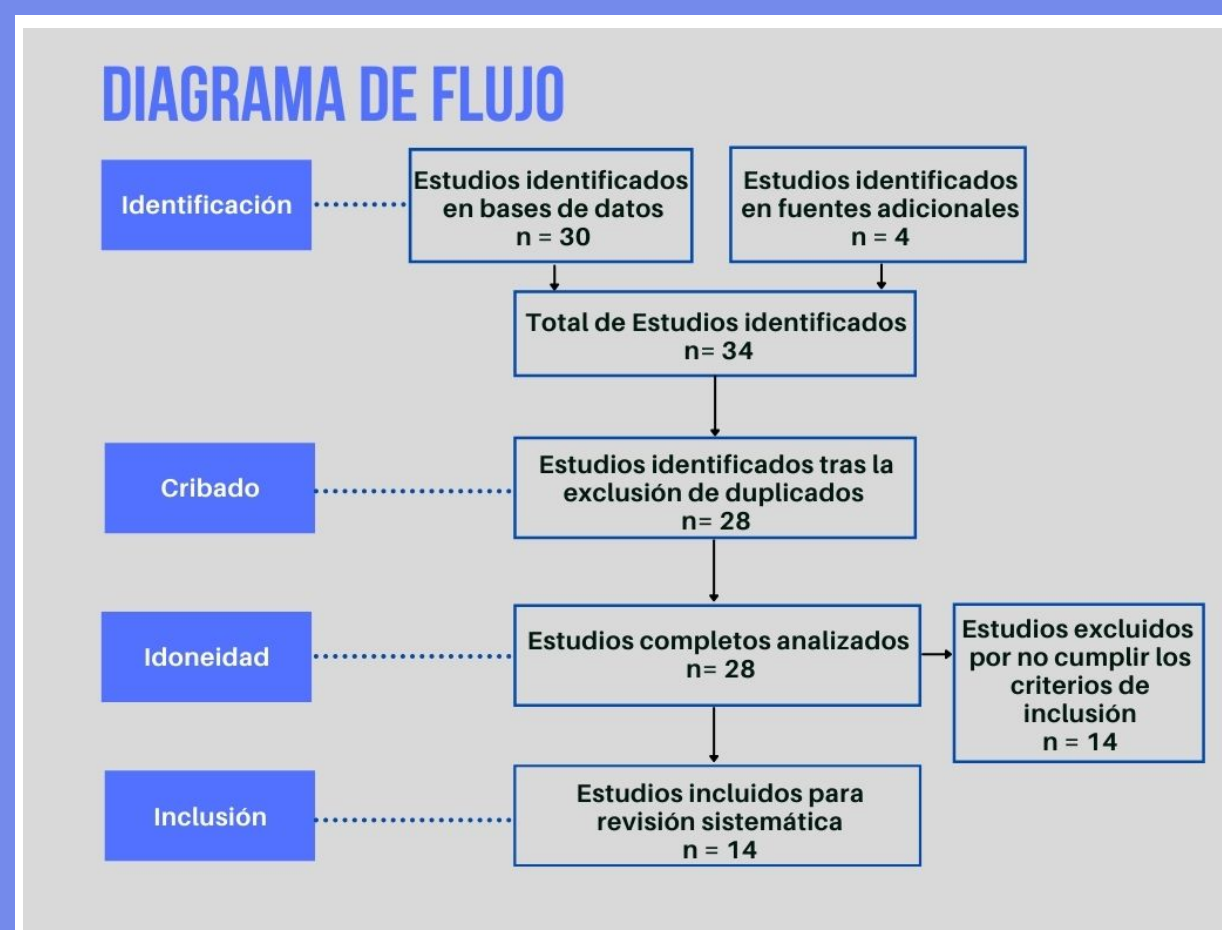 DIAGRAMA DE FLUJO
Identificación
Estudios identificados
en bases de datos
n = 30
Estudios identificados
en fuentes adicionales
n = 4
Total de Estudios identificados
n= 34
Cribado
Estudios identificados tras la
exclusión de duplicados
n= 28
Idoneidad
Estudios completos analizados
n= 28
Estudios excluidos
por no cumplir los
criterios de
inclusión
n = 14
Inclusión
Estudios incluidos para
revisión sistemática
n = 14